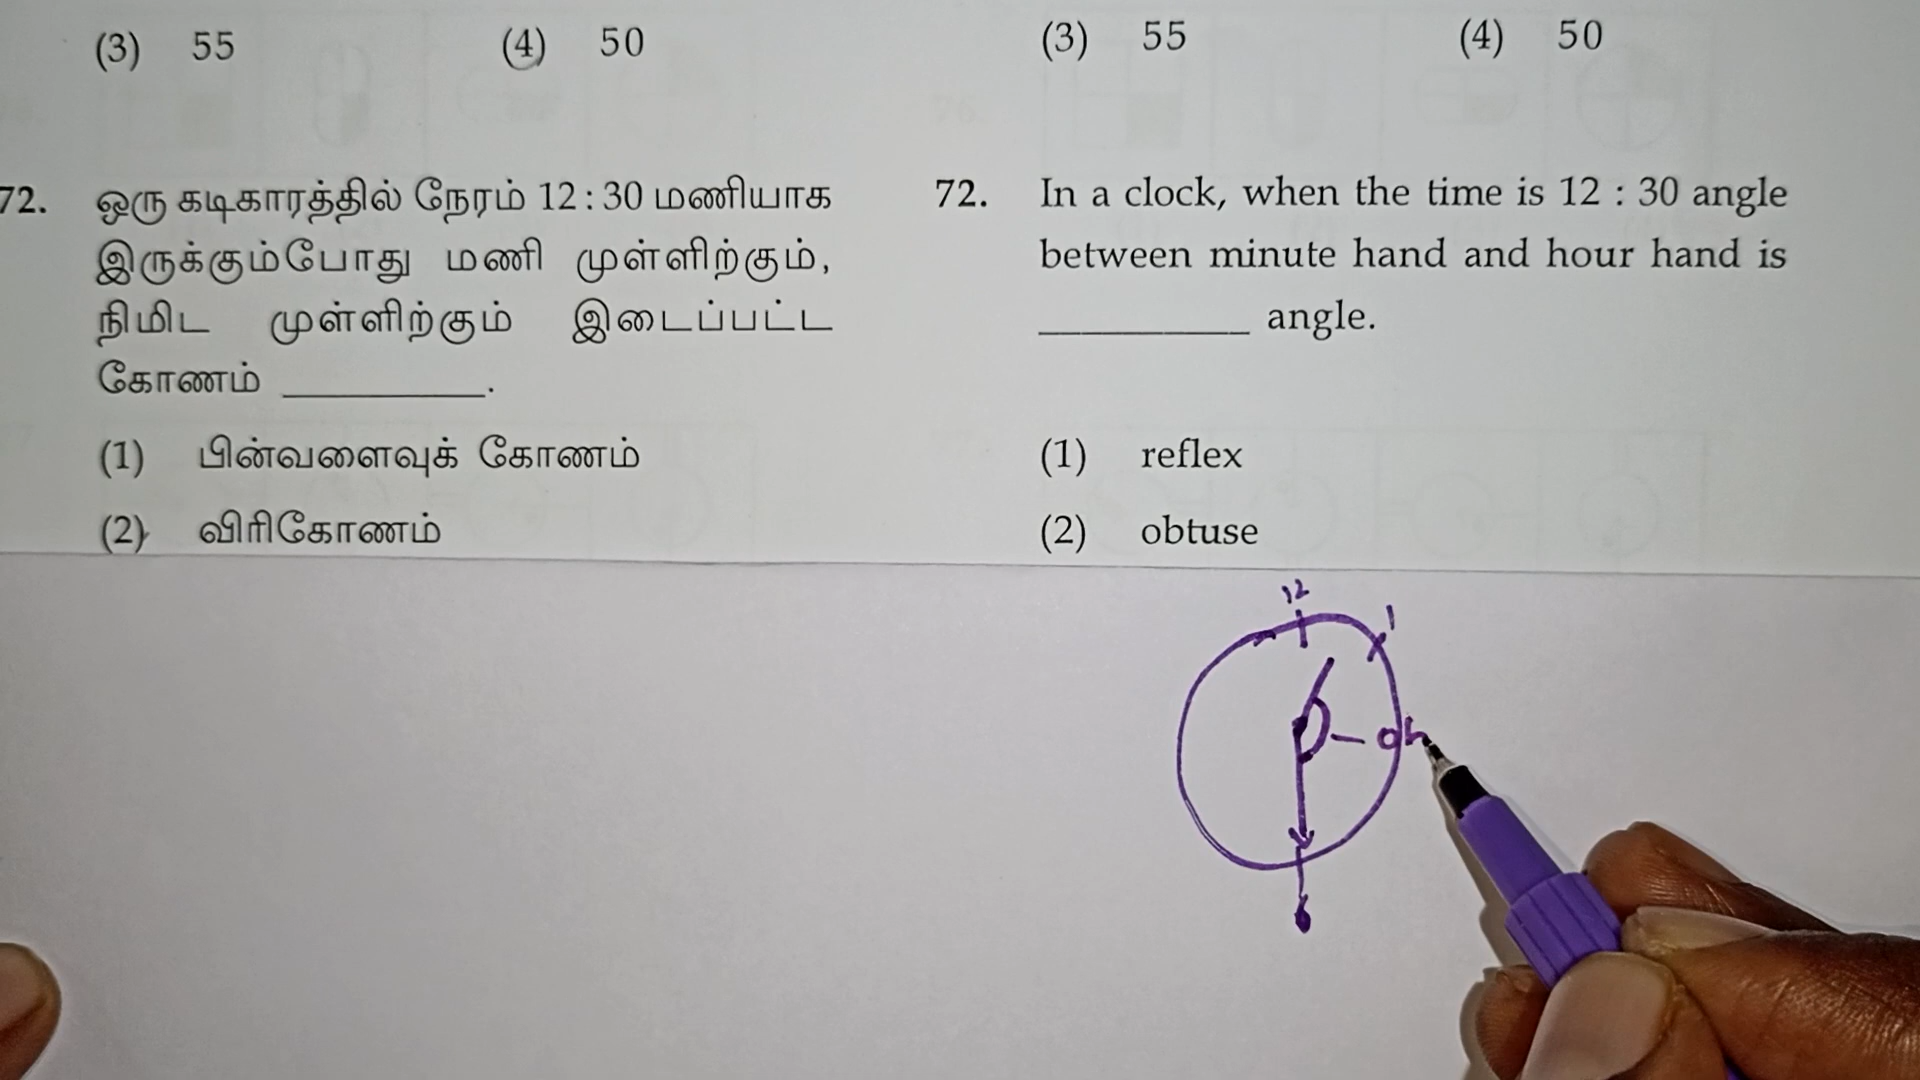 (3) 55 (4) 50
72. ஒரு கடிகாரத்தில் நேரம் 12 : 30 மணியாக
இருக்கும்போது மணி முள்ளிற்கும்,
நிமிட முள்ளிற்கும் இடைப்பட்ட
கோணம் __________.
(1) பின்வளைவுக் கோணம்
(2) விரிகோணம்
(3) 55 (4) 50
72. In a clock, when the time is 12 : 30 angle
between minute hand and hour hand is
__________ angle.
(1) reflex
(2) obtuse
12
1
6